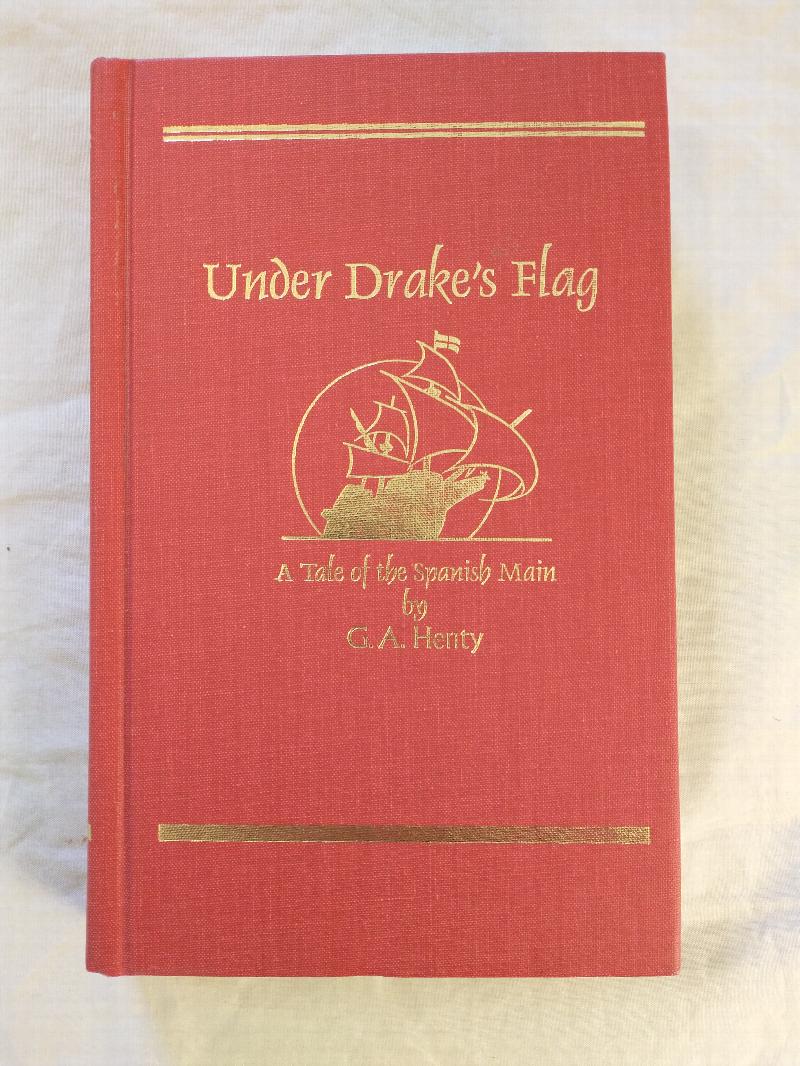 Under Drake's Flag
A Tale of the Spanish Main
by
G. A. Henty